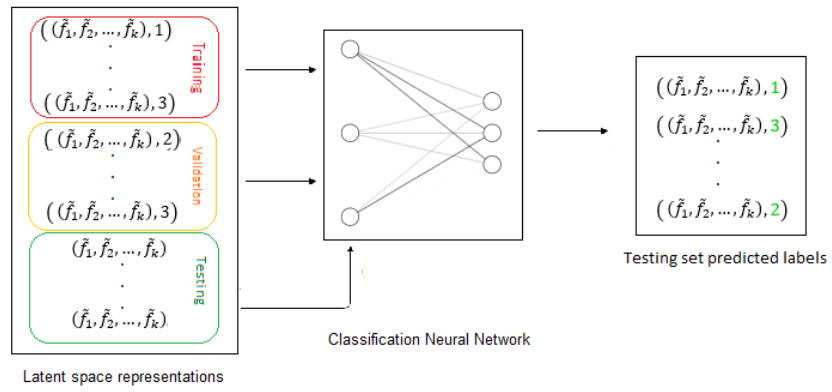 ((f̃₁, f̃₂, ..., f̃ₖ), 1)
.
.
.
((f̃₁, f̃₂, ..., f̃ₖ), 3)
Training
((f̃₁, f̃₂, ..., f̃ₖ), 2)
.
.
.
((f̃₁, f̃₂, ..., f̃ₖ), 3)
Validation
(f̃₁, f̃₂, ..., f̃ₖ)
.
.
.
(f̃₁, f̃₂, ..., f̃ₖ)
Testing
Latent space representations
Classification Neural Network
((f̃₁, f̃₂, ..., f̃ₖ), 1)
((f̃₁, f̃₂, ..., f̃ₖ), 3)
.
.
.
((f̃₁, f̃₂, ..., f̃ₖ), 2)
Testing set predicted labels